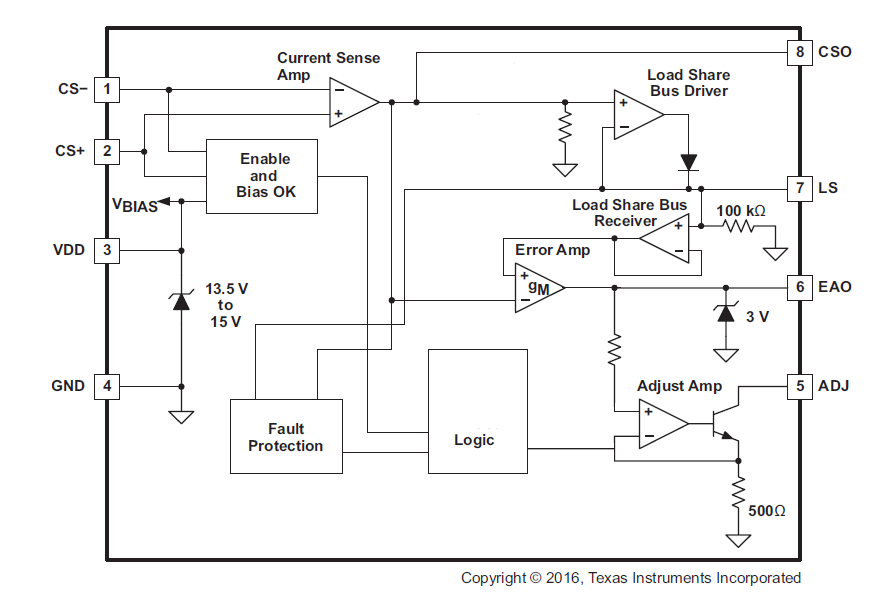 8 CSO
Current Sense
Amp
Load Share
Bus Driver
CS− 1
−
+
+
−
CS+ 2
Enable
and
Bias OK
7 LS
VBIAS
Load Share Bus
Receiver
100 kΩ
+
−
VDD 3
Error Amp
+
gM
−
6 EAO
13.5 V
to
15 V
3 V
GND 4
Adjust Amp
5 ADJ
+
−
Fault
Protection
Logic
500Ω
Copyright © 2016, Texas Instruments Incorporated